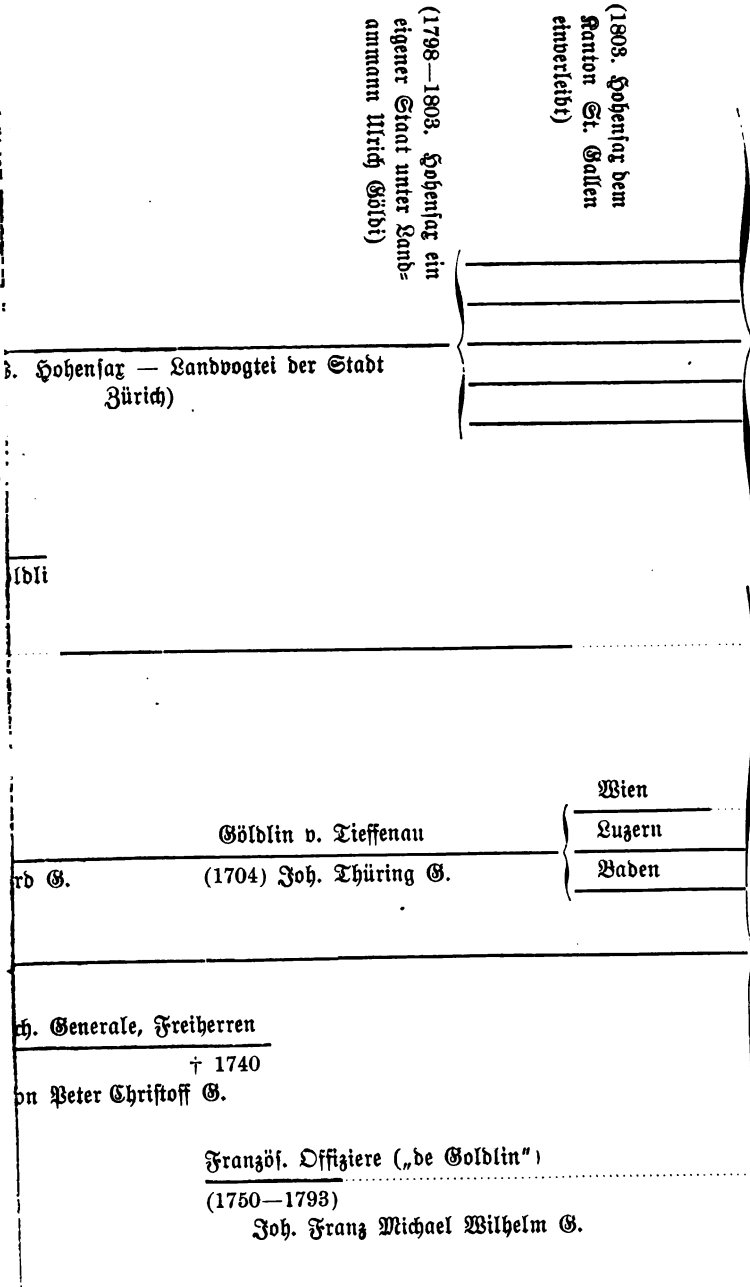 (1798—1803. Hohensax ein
eigener Staat unter Land-
ammann Ulrich Göldi)
(1803. Hohensax dem
Kanton St. Gallen
einverleibt)
Hohensax — Landvogtei der Stadt
Zürich)
ldli
Wien
Göldlin v. Tieffenau
Luzern
rd G.
(1704) Joh. Thüring G.
Baden
ch. Generale, Freiherren
† 1740
on Peter Christoff G.
Französ. Offiziere („de Goldlin")
(1750—1793)
Joh. Franz Michael Wilhelm G.